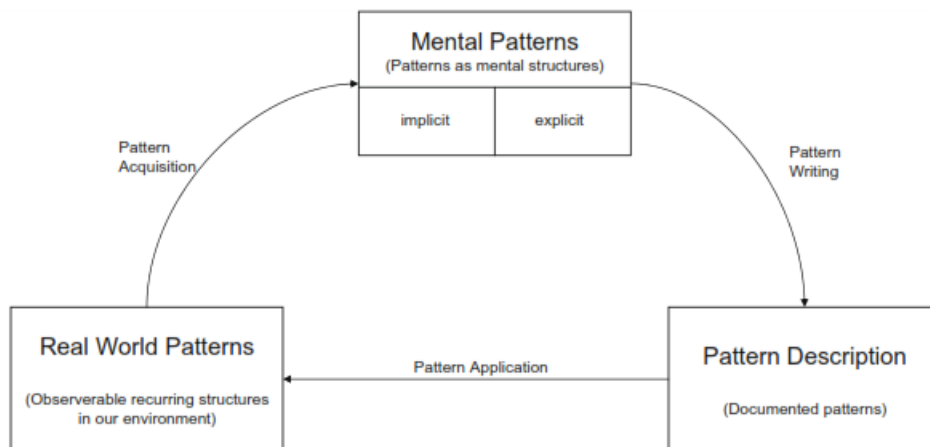 Mental Patterns
(Patterns as mental structures)
implicit
explicit
Pattern
Acquisition
Pattern
Writing
Real World Patterns
(Observerable recurring structures
in our environment)
Pattern Application
Pattern Description
(Documented patterns)